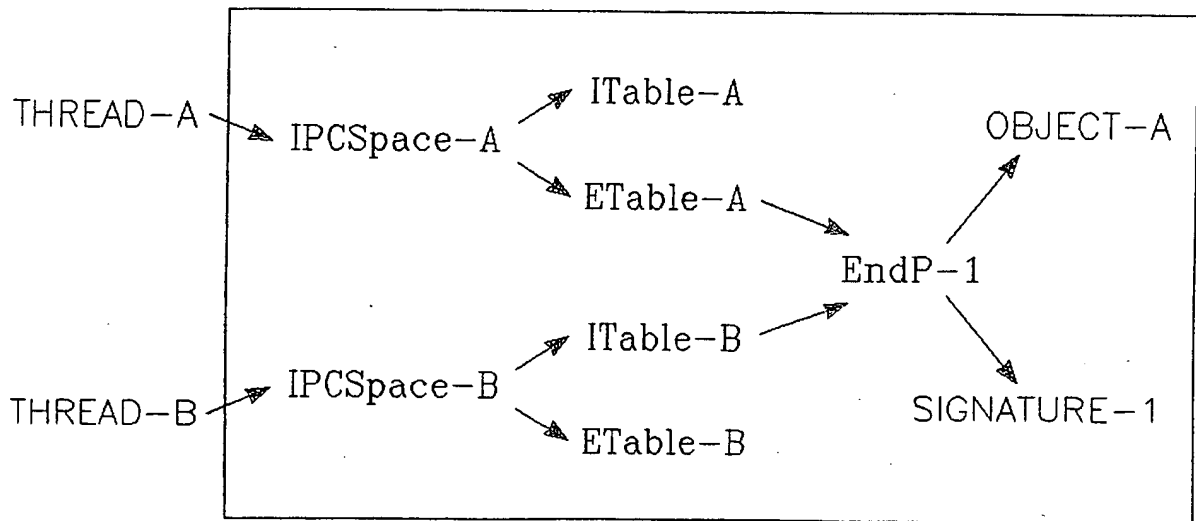 THREAD-A
IPCSpace-A
ITable-A
ETable-A
OBJECT-A
EndP-1
THREAD-B
IPCSpace-B
ITable-B
ETable-B
SIGNATURE-1